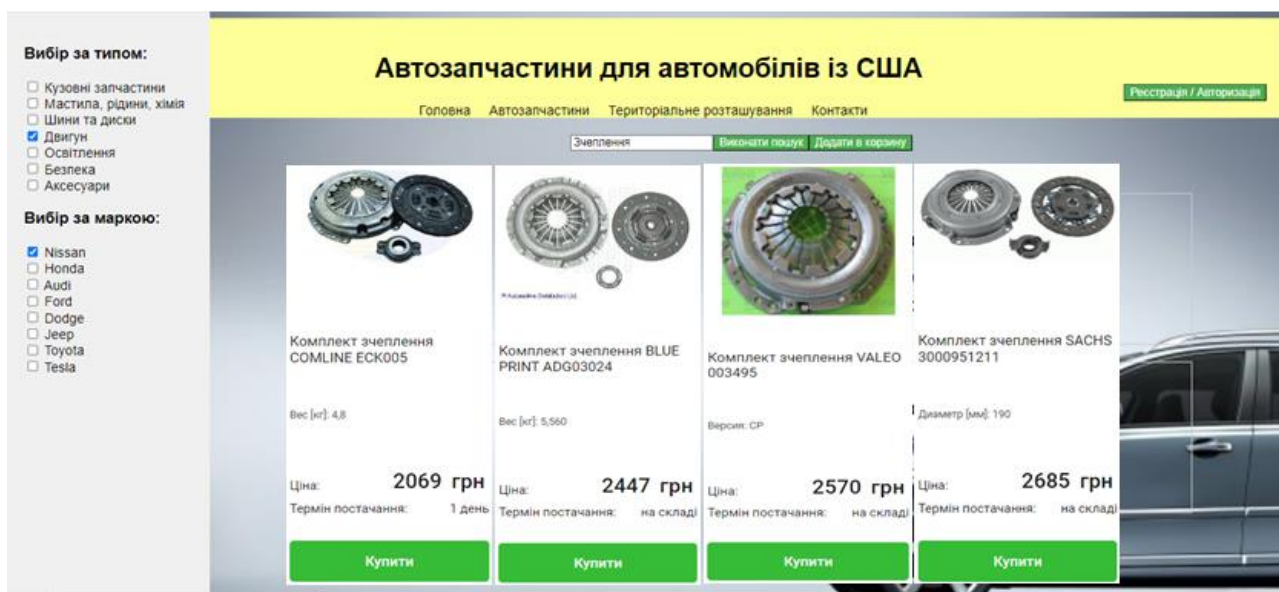 Вибір за типом:
Кузовні запчастини
Мастила, рідини, хімія
Шини та диски
Двигун
Освітлення
Безпека
Аксесуари
Вибір за маркою:
Nissan
Honda
Audi
Ford
Dodge
Jeep
Toyota
Tesla
Автозапчастини для автомобілів із США
Реєстрація / Авторизація
Головна Автозапчастини Територіальне розташування Контакти
Зчеплення Виконати пошук Додати в корзину
Комплект зчеплення
COMLINE ECK005
Вес [кг]: 4,8
Ціна: 2069 грн
Термін постачання: 1 день
Купити
Комплект зчеплення BLUE
PRINT ADG03024
Вес [кг]: 5,560
Ціна: 2447 грн
Термін постачання: на складі
Купити
Комплект зчеплення VALEO
003495
Версия: CP
Ціна: 2570 грн
Термін постачання: на складі
Купити
Комплект зчеплення SACHS
3000951211
Диаметр [мм]: 190
Ціна: 2685 грн
Термін постачання: на складі
Купити